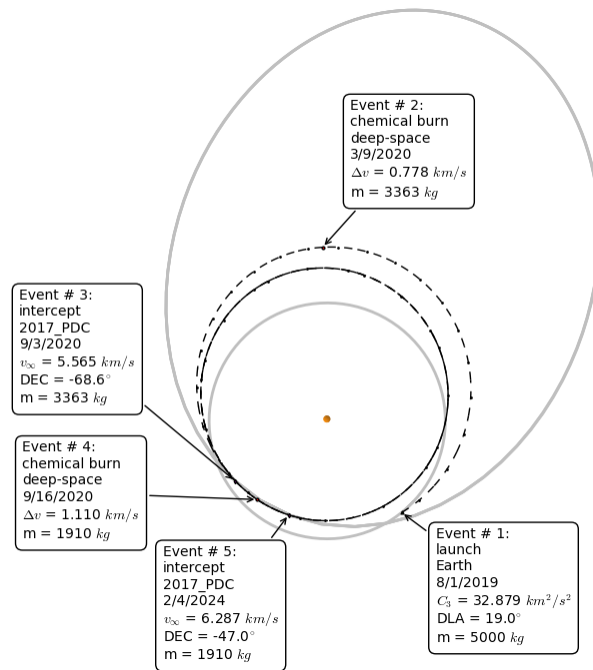 Event # 2:
chemical burn
deep-space
3/9/2020
Δv = 0.778 km/s
m = 3363 kg
Event # 3:
intercept
2017_PDC
9/3/2020
v∞ = 5.565 km/s
DEC = -68.6°
m = 3363 kg
Event # 4:
chemical burn
deep-space
9/16/2020
Δv = 1.110 km/s
m = 1910 kg
Event # 5:
intercept
2017_PDC
2/4/2024
v∞ = 6.287 km/s
DEC = -47.0°
m = 1910 kg
Event # 1:
launch
Earth
8/1/2019
C₃ = 32.879 km²/s²
DLA = 19.0°
m = 5000 kg